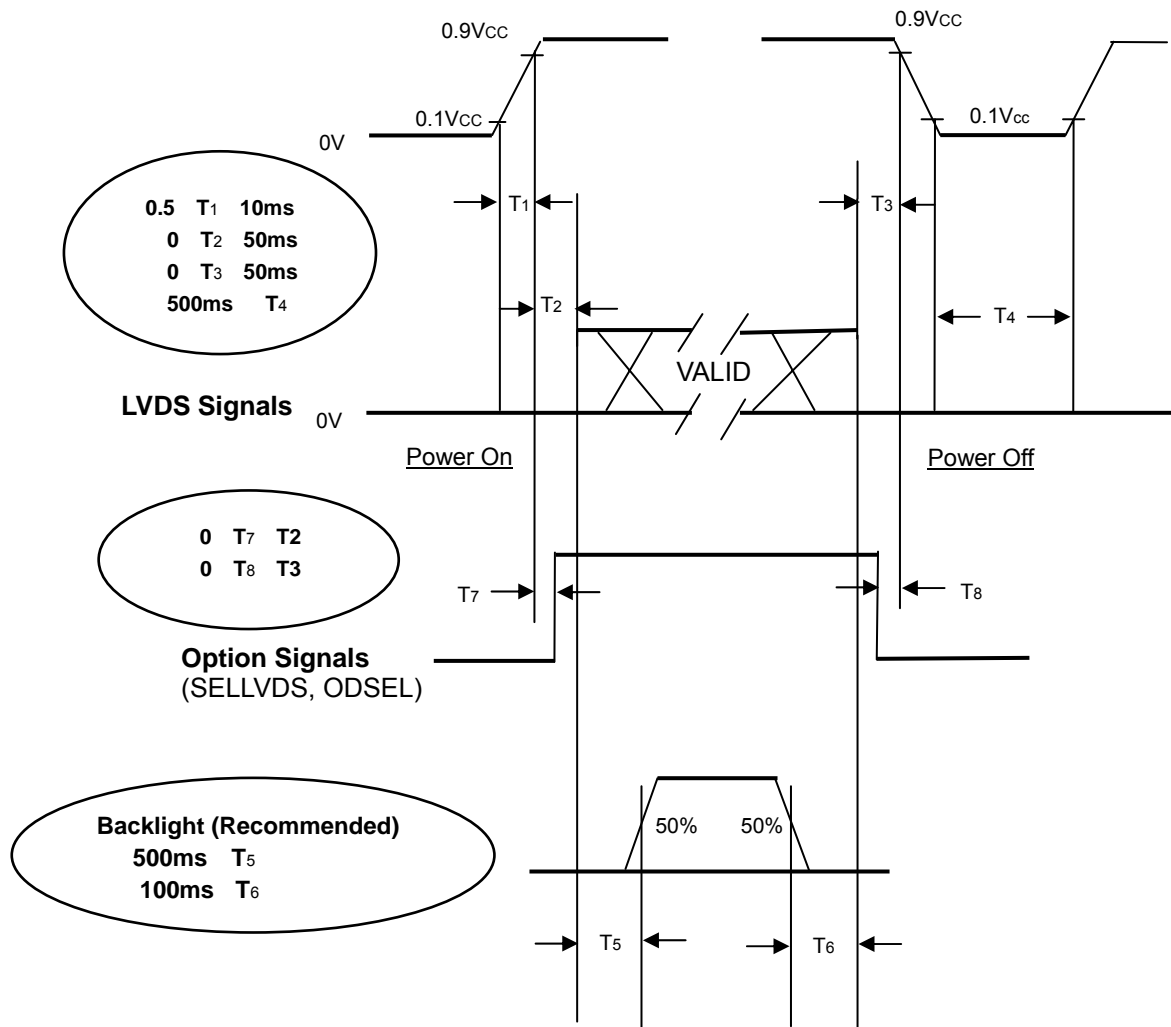 0.9VCC
0.9VCC
0.1VCC
0.1Vcc
0V
0.5 T1 10ms
0 T2 50ms
0 T3 50ms
500ms T4
T1
T3
T2
T4
VALID
LVDS Signals
0V
Power On
Power Off
0 T7 T2
0 T8 T3
T7
T8
Option Signals
(SELLVDS, ODSEL)
Backlight (Recommended)
500ms T5
100ms T6
50%
50%
T5
T6